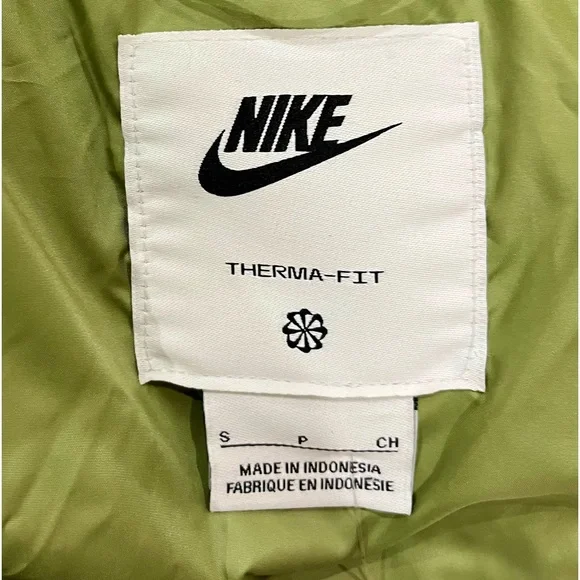 NIKE
THERMA-FIT
S P CH
MADE IN INDONESIA
FABRIQUE EN INDONESIE